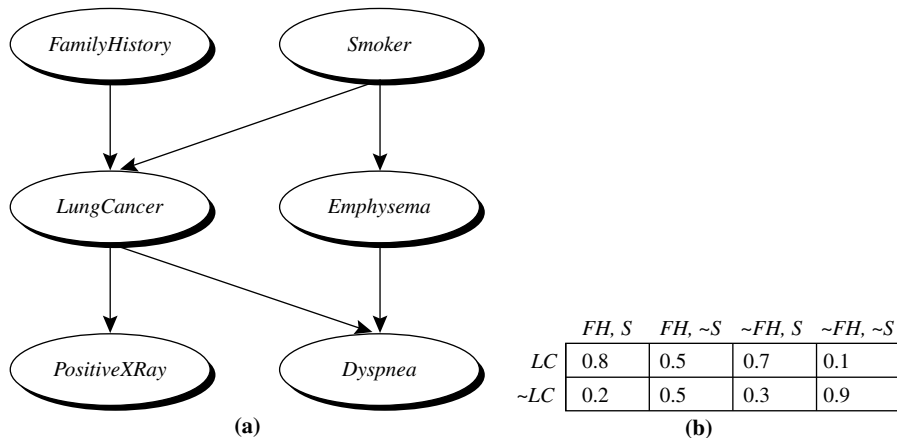 FamilyHistory
Smoker
LungCancer
Emphysema
PositiveXRay
Dyspnea
(a)
FH, S FH, ~S ~FH, S ~FH, ~S
LC 0.8 0.5 0.7 0.1
~LC 0.2 0.5 0.3 0.9
(b)